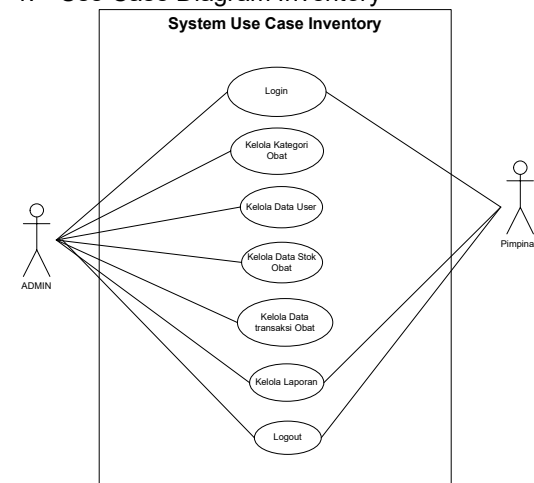 Use Case Diagram Inventory
System Use Case Inventory
Login
Kelola Kategori
Obat
Kelola Data User
Kelola Data Stok
Obat
Kelola Data
transaksi Obat
Kelola Laporan
Logout
ADMIN
Pimpina